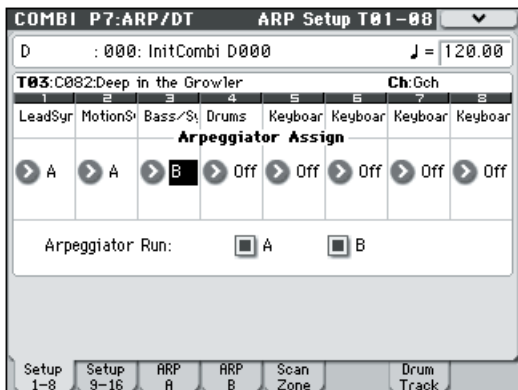 COMBI P7:ARP/DT ARP Setup T01-08
D : 000: InitCombi D000 ♩= 120.00
T03:C082:Deep in the Growler Ch:Gch
1 2 3 4 5 6 7 8
LeadSyr MotionS Bass/Sy Drums Keyboar Keyboar Keyboar Keyboar
Arpeggiator Assign
A A B Off Off Off Off Off
Arpeggiator Run: A B
Setup 1-8 Setup 9-16 ARP A ARP B Scan Zone Drum Track